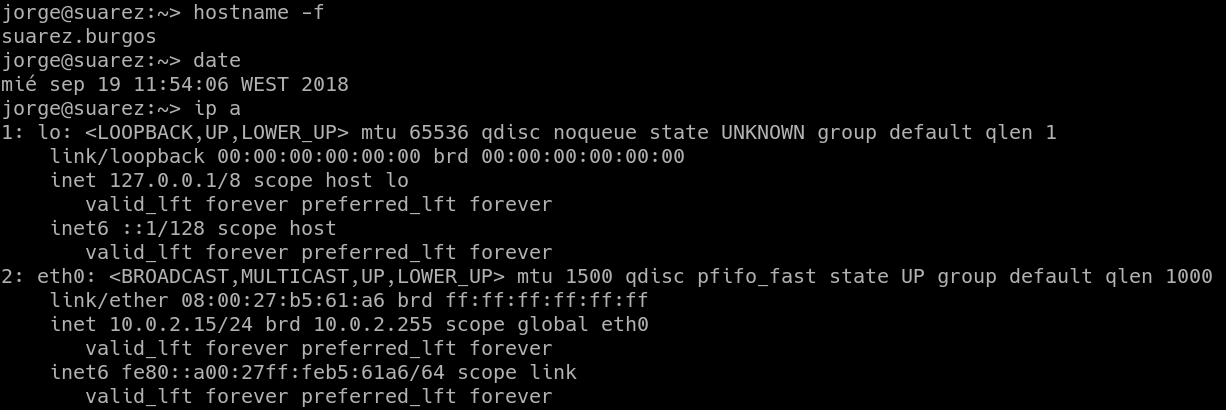 jorge@suarez:~> hostname -f
suarez.burgos
jorge@suarez:~> date
mié sep 19 11:54:06 WEST 2018
jorge@suarez:~> ip a
1: lo: <LOOPBACK,UP,LOWER_UP> mtu 65536 qdisc noqueue state UNKNOWN group default qlen 1
    link/loopback 00:00:00:00:00:00 brd 00:00:00:00:00:00
    inet 127.0.0.1/8 scope host lo
       valid_lft forever preferred_lft forever
    inet6 ::1/128 scope host
       valid_lft forever preferred_lft forever
2: eth0: <BROADCAST,MULTICAST,UP,LOWER_UP> mtu 1500 qdisc pfifo_fast state UP group default qlen 1000
    link/ether 08:00:27:b5:61:a6 brd ff:ff:ff:ff:ff:ff
    inet 10.0.2.15/24 brd 10.0.2.255 scope global eth0
       valid_lft forever preferred_lft forever
    inet6 fe80::a00:27ff:feb5:61a6/64 scope link
       valid_lft forever preferred_lft forever